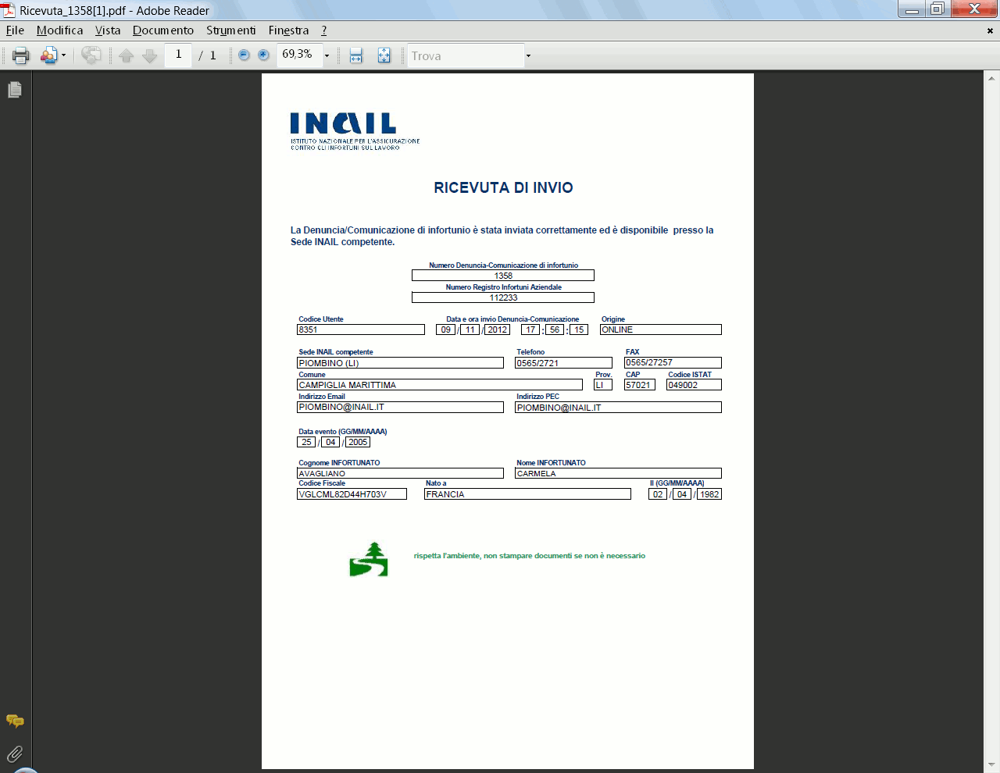 Ricevuta_1358[1].pdf - Adobe Reader
File Modifica Vista Documento Strumenti Finestra ?
1 / 1 69,3% Trova
INAIL
ISTITUTO NAZIONALE PER L'ASSICURAZIONE
CONTRO GLI INFORTUNI SUL LAVORO
RICEVUTA DI INVIO
La Denuncia/Comunicazione di infortunio è stata inviata correttamente ed è disponibile presso la
Sede INAIL competente.
Numero Denuncia-Comunicazione di infortunio
1358
Numero Registro Infortuni Aziendale
112233
Codice Utente Data e ora invio Denuncia-Comunicazione Origine
8351 09 / 11 / 2012 17 : 56 : 15 ONLINE
Sede INAIL competente Telefono FAX
PIOMBINO (LI) 0565/2721 0565/27257
Comune Prov. CAP Codice ISTAT
CAMPIGLIA MARITTIMA LI 57021 049002
Indirizzo Email Indirizzo PEC
PIOMBINO@INAIL.IT PIOMBINO@INAIL.IT
Data evento (GG/MM/AAAA)
25 / 04 / 2005
Cognome INFORTUNATO Nome INFORTUNATO
AVAGLIANO CARMELA
Codice Fiscale Nato a Il (GG/MM/AAAA)
VGLCML82D44H703V FRANCIA 02 / 04 / 1982
rispetta l'ambiente, non stampare documenti se non è necessario